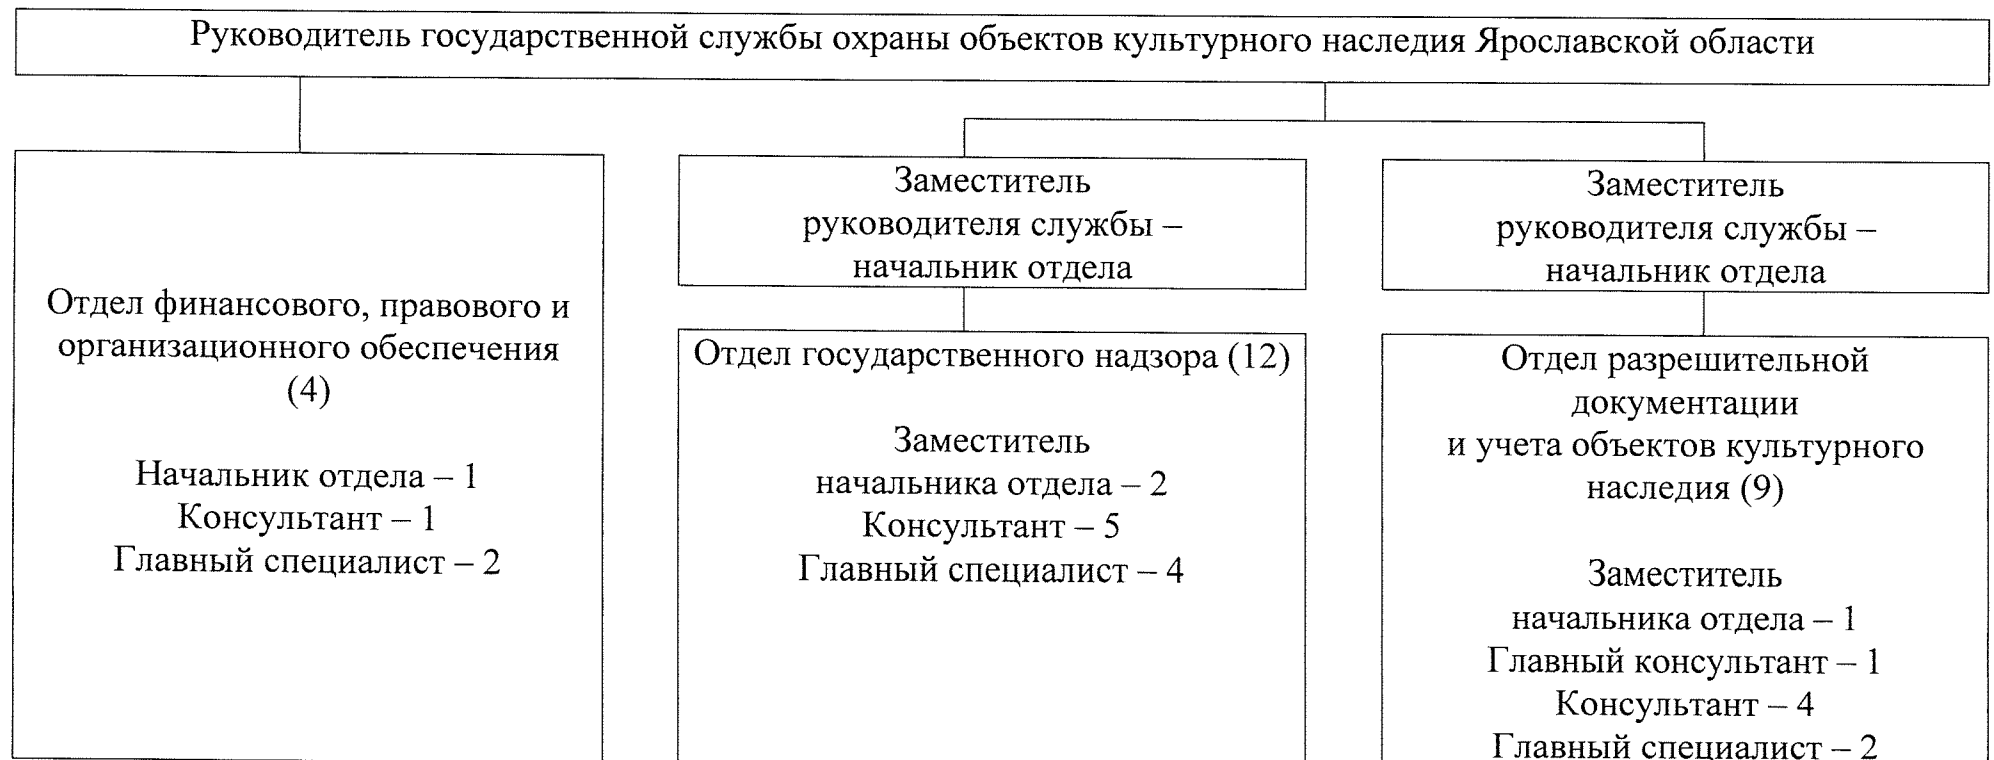 Руководитель государственной службы охраны объектов культурного наследия Ярославской области
Отдел финансового, правового и
организационного обеспечения
(4)
Начальник отдела – 1
Консультант – 1
Главный специалист – 2
Заместитель
руководителя службы –
начальник отдела
Отдел государственного надзора (12)
Заместитель
начальника отдела – 2
Консультант – 5
Главный специалист – 4
Заместитель
руководителя службы –
начальник отдела
Отдел разрешительной
документации
и учета объектов культурного
наследия (9)
Заместитель
начальника отдела – 1
Главный консультант – 1
Консультант – 4
Главный специалист – 2